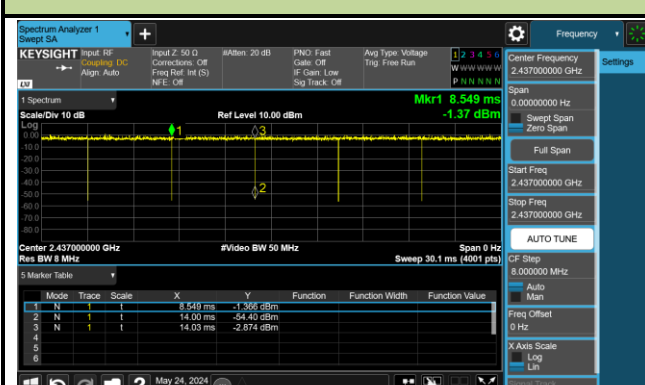 Spectrum Analyzer 1
Swept SA
Frequency
KEYSIGHT Input: RF
Coupling: DC
Align: Auto
Input Z: 50 Ω
Corrections: Off
Freq Ref: Int (S)
NFE: Off
#Atten: 20 dB
PNO: Fast
Gate: Off
IF Gain: Low
Sig Track: Off
Avg Type: Voltage
Trig: Free Run
1 2 3 4 5 6
W W W W W W
P N N N N N
LXI
1 Spectrum
Scale/Div 10 dB
Ref Level 10.00 dBm
Mkr1 8.549 ms
-1.37 dBm
Log
0.00
-10.0
-20.0
-30.0
-40.0
-50.0
-60.0
-70.0
-80.0
1
3
2
Center 2.437000000 GHz
Res BW 8 MHz
#Video BW 50 MHz
Span 0 Hz
Sweep 30.1 ms (4001 pts)
5 Marker Table
Mode Trace Scale X Y Function Function Width Function Value
1 N 1 t 8.549 ms -1.366 dBm
2 N 1 t 14.00 ms -54.40 dBm
3 N 1 t 14.03 ms -2.874 dBm
4
5
6
May 24, 2024
Center Frequency
2.437000000 GHz
Settings
Span
0.00000000 Hz
Swept Span
Zero Span
Full Span
Start Freq
2.437000000 GHz
Stop Freq
2.437000000 GHz
AUTO TUNE
CF Step
8.000000 MHz
Auto
Man
Freq Offset
0 Hz
X Axis Scale
Log
Lin
Signal Track